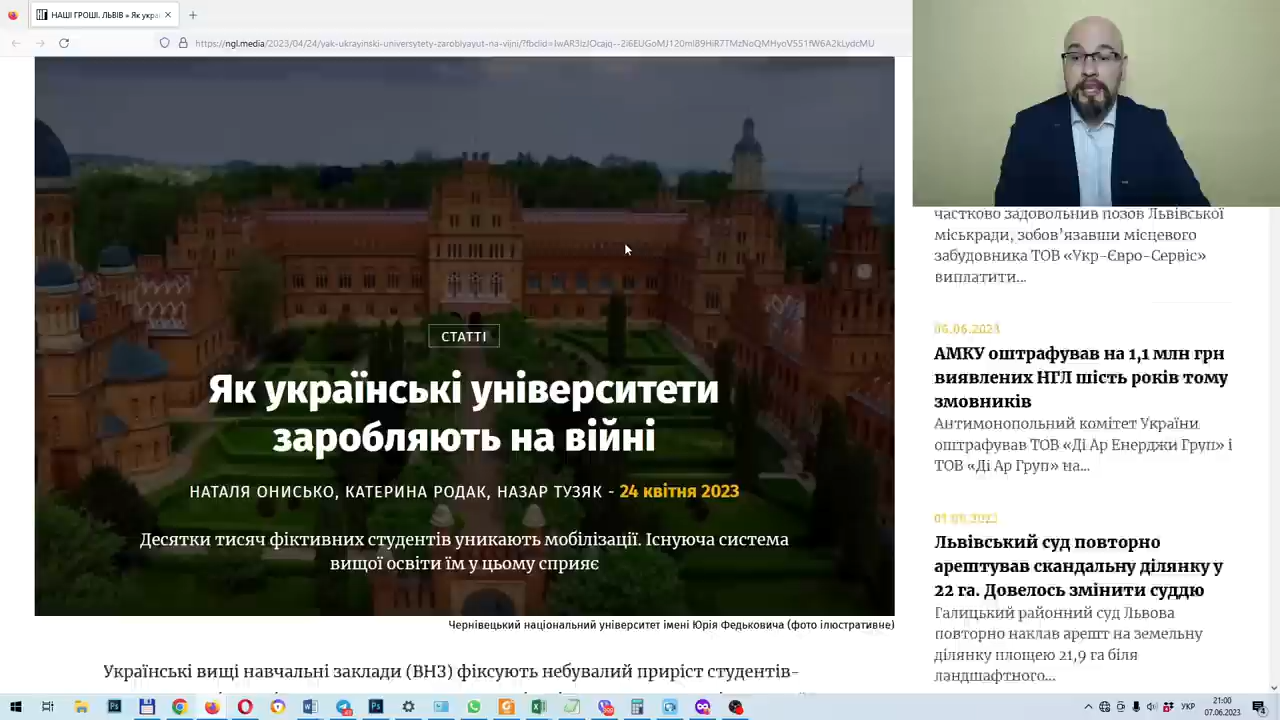 НАШІ ГРОШІ. ЛЬВІВ » Як укра
https://ngl.media/2023/04/24/yak-ukrayinski-universytety-zaroblyayut-na-vijni/?fbclid=
СТАТТІ
Як українські університети
заробляють на війні
НАТАЛЯ ОНИСЬКО, КАТЕРИНА РОДАК, НАЗАР ТУЗЯК - 24 квітня 2023
Десятки тисяч фіктивних студентів уникають мобілізації. Існуюча система
вищої освіти їм у цьому сприяє
Чернівецький національний університет імені Юрія Федьковича (фото ілюстративне)
Українські вищі навчальні заклади (ВНЗ) фіксують небувалий приріст студентів-
частково задовольнив позов Львівської
міськради, зобов’язавши місцевого
забудовника ТОВ «Укр-Євро-Сервіс»
виплатити...
АМКУ оштрафував на 1,1 млн грн
виявлених НГЛ шість років тому
змовників
Антимонопольний комітет України
оштрафував ТОВ «Ді Ар Енерджи Груп» і
ТОВ «Ді Ар Груп» на...
Львівський суд повторно
арештував скандальну ділянку у
22 га. Довелось змінити суддю
Галицький районний суд Львова
повторно наклав арешт на земельну
ділянку площею 21,9 га біля
ландшафтного...
УКР
21:00
07.06.2023